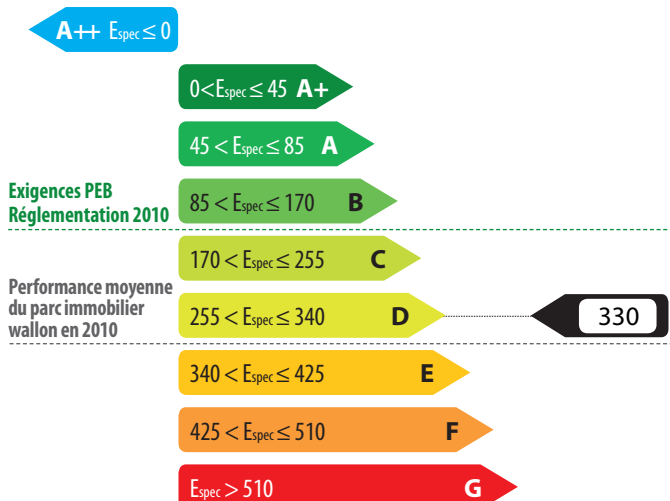 A++ Espec ≤ 0
0<Espec ≤ 45 A+
45 < Espec ≤ 85 A
Exigences PEB
Réglementation 2010
85 < Espec ≤ 170 B
170 < Espec ≤ 255 C
Performance moyenne
du parc immobilier
wallon en 2010
255 < Espec ≤ 340 D
330
340 < Espec ≤ 425 E
425 < Espec ≤ 510 F
Espec > 510 G